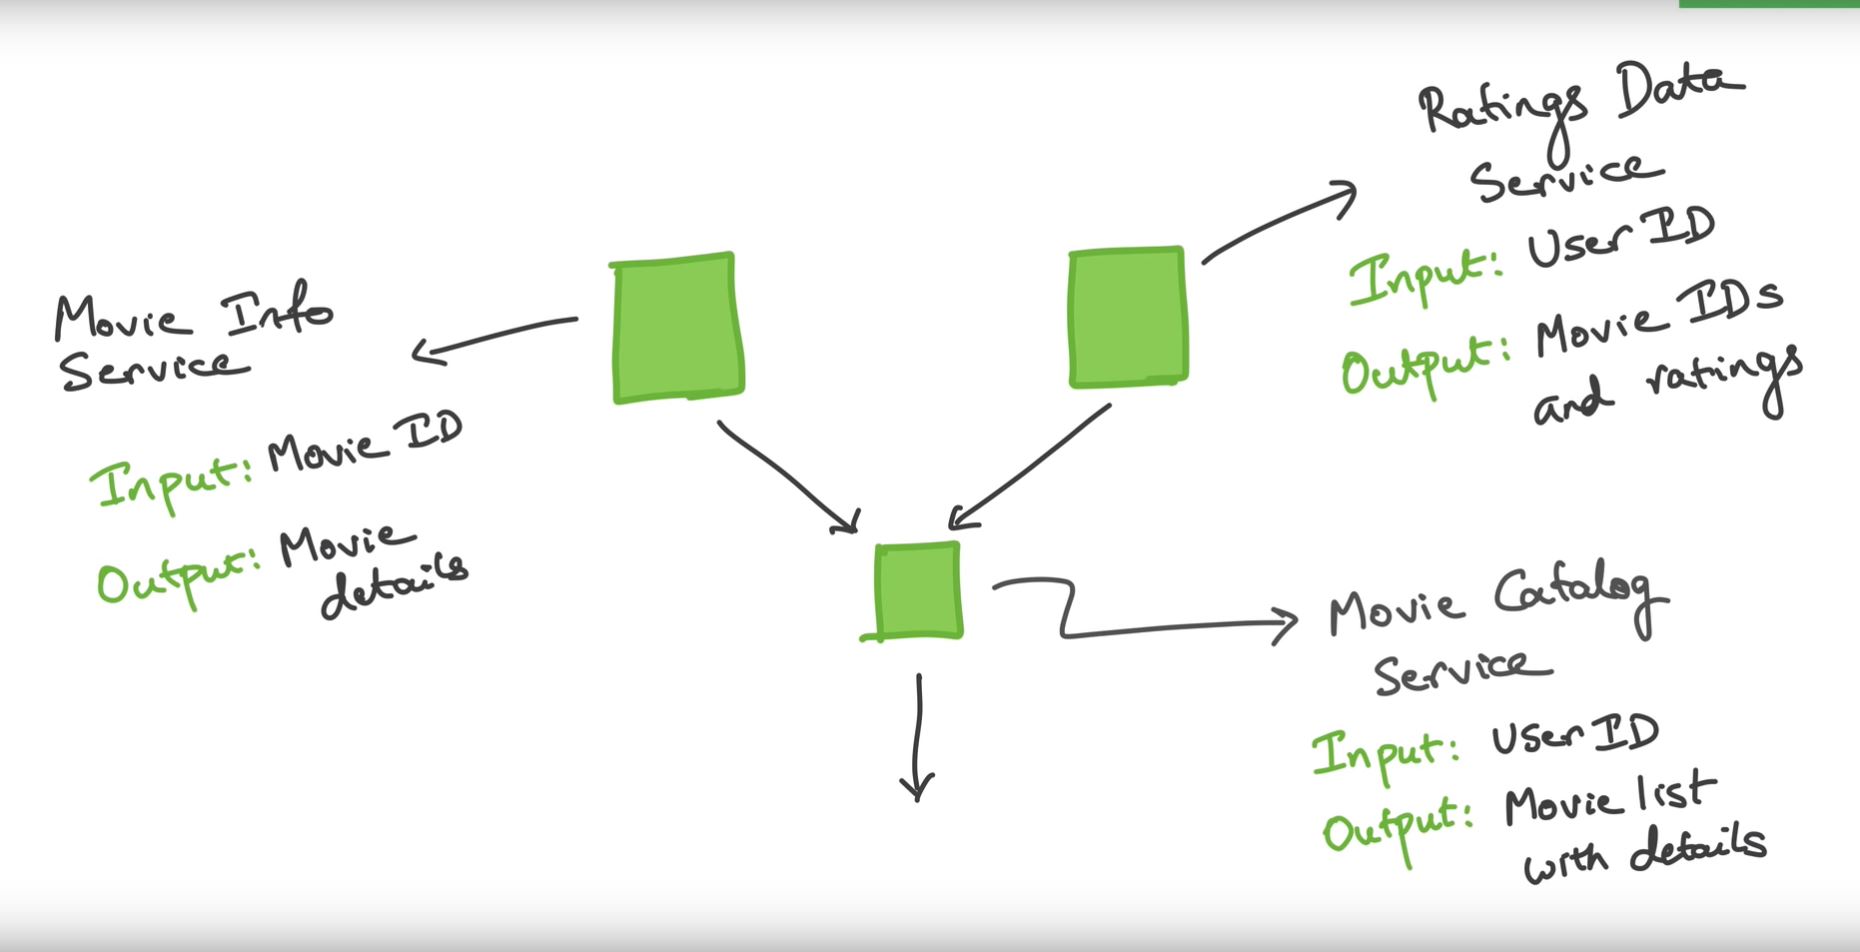 Ratings Data
Service
Input: User ID
Output: Movie IDs
and ratings
Movie Info
Service
Input: Movie ID
Output: Movie
details
Movie Catalog
Service
Input: User ID
Output: Movie list
with details